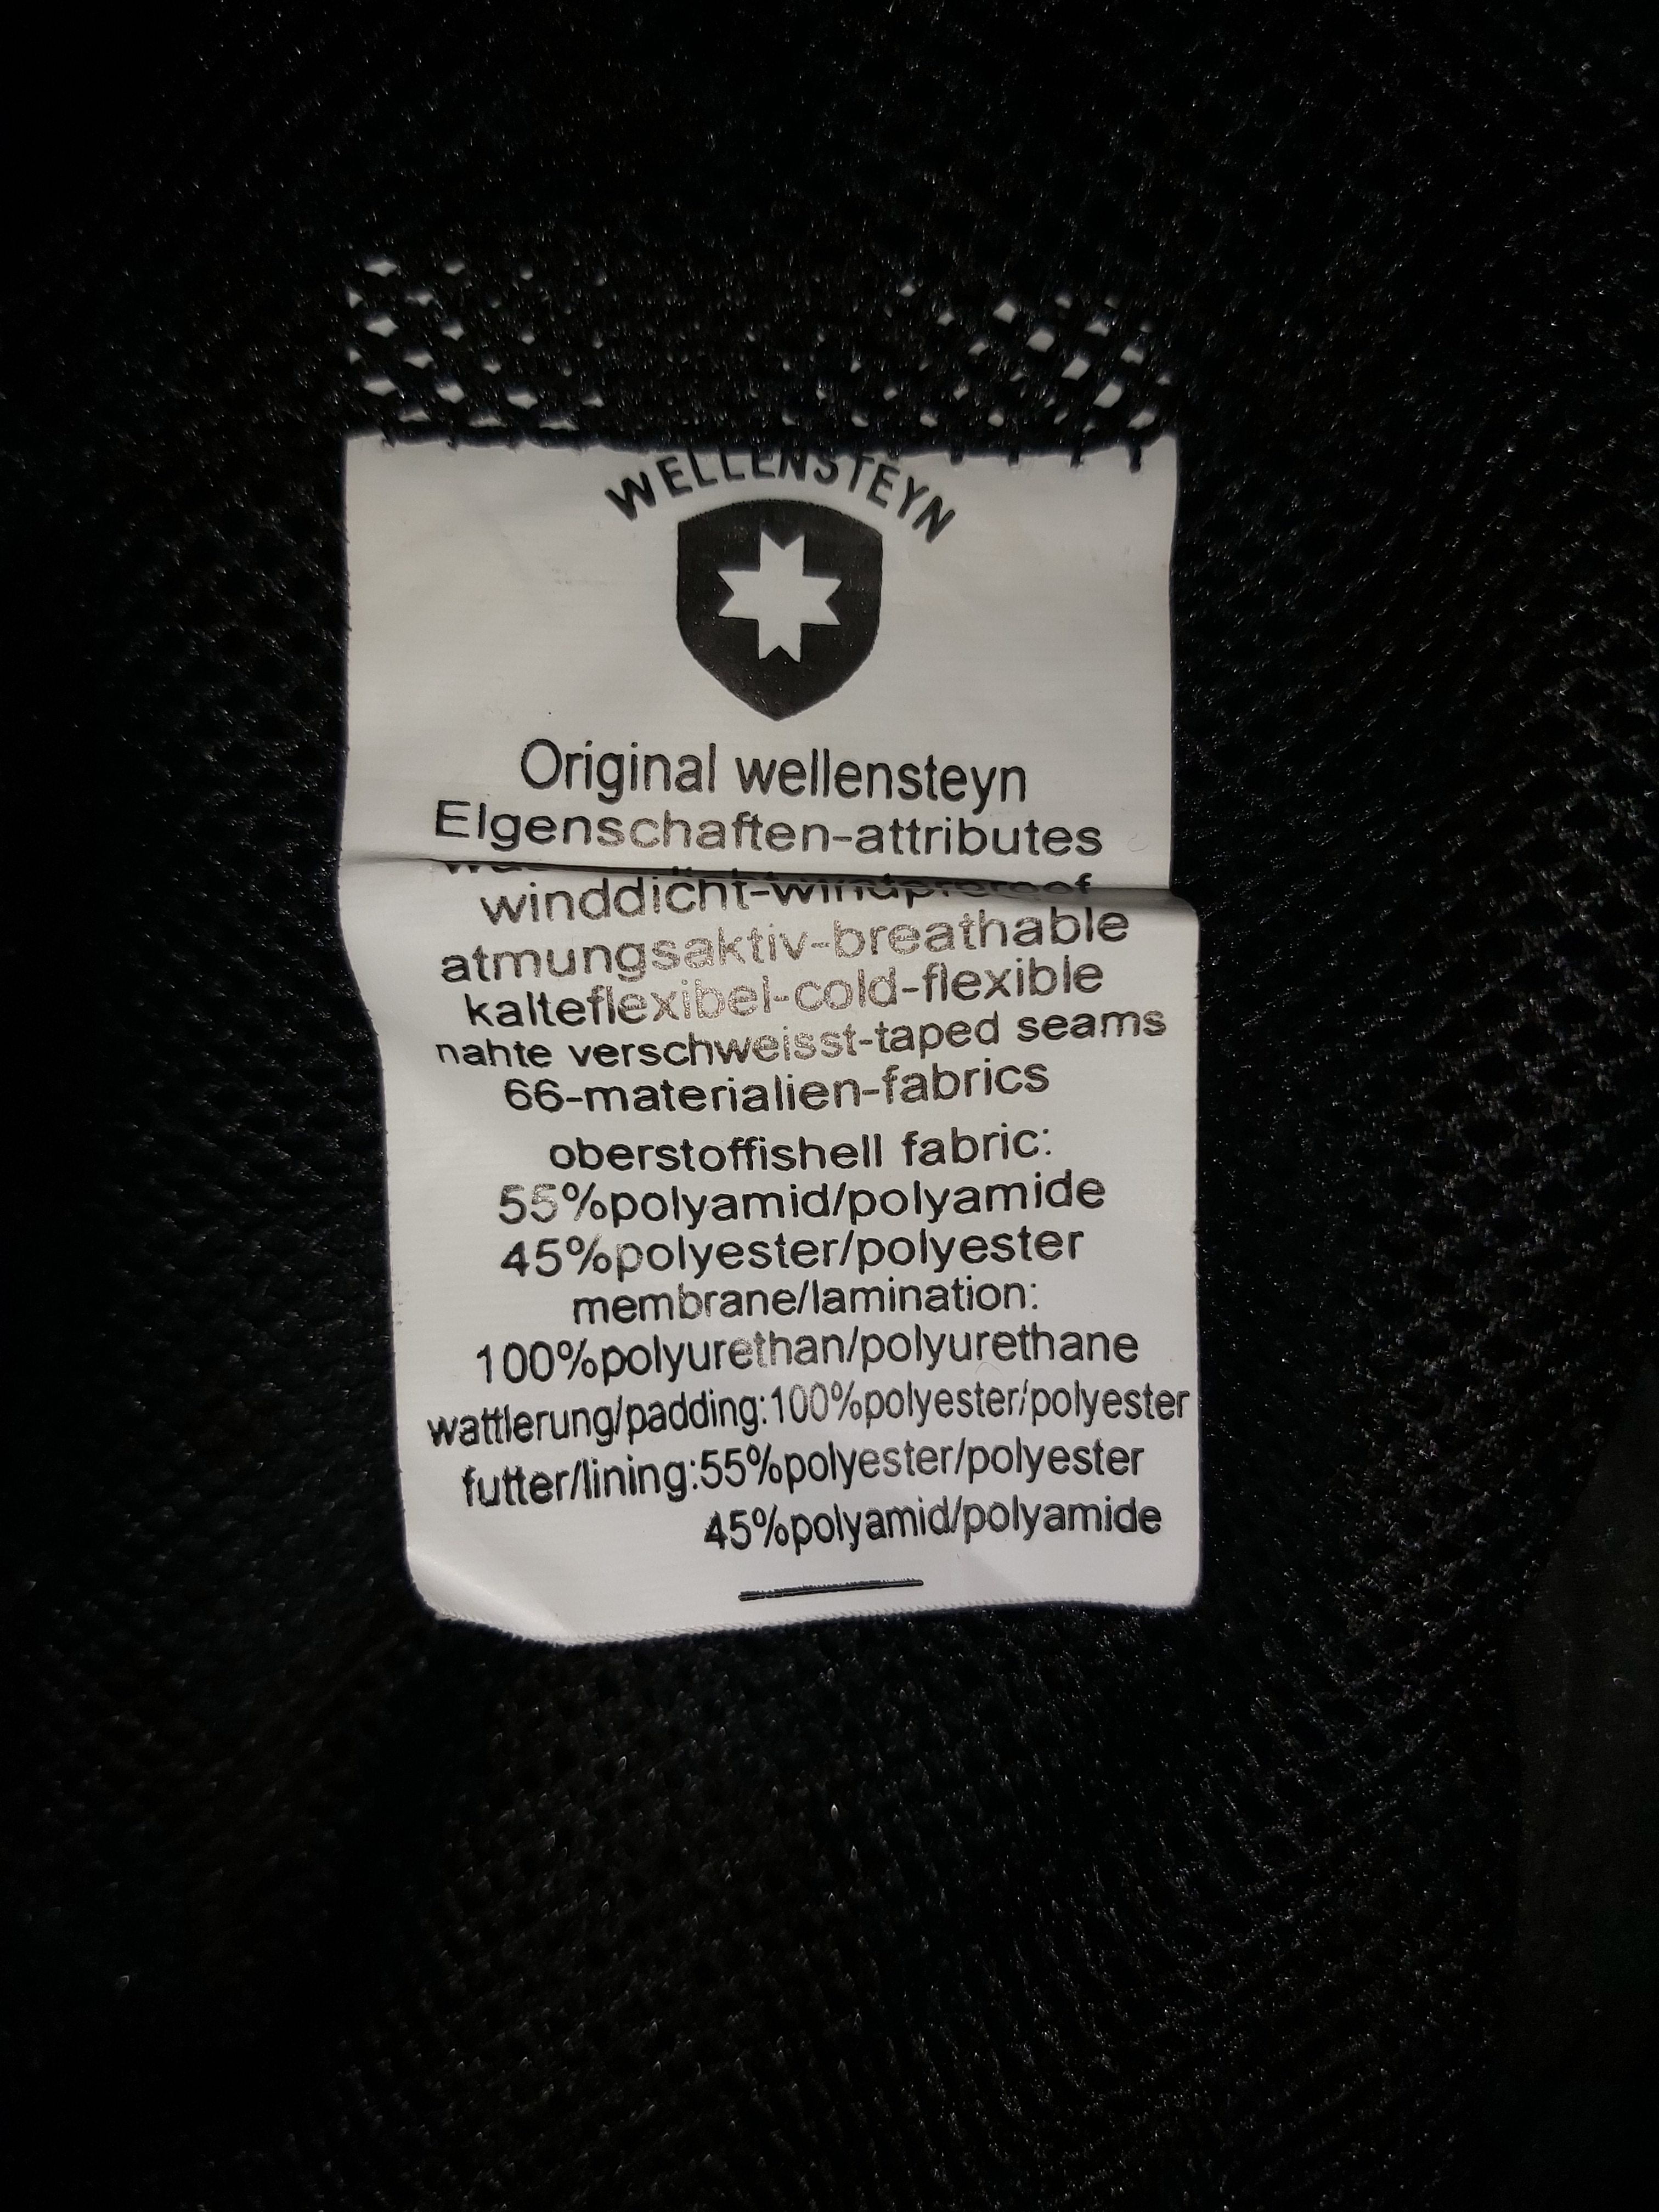 WELLENSTEYN
Original wellensteyn
EIgenschaften-attributes
winddicht-windprereof
atmungsaktiv-breathable
kalteflexibel-cold-flexible
nahte verschweisst-taped seams
66-materialien-fabrics
oberstoffishell fabric:
55%polyamid/polyamide
45%polyester/polyester
membrane/lamination:
100%polyurethan/polyurethane
wattlerung/padding:100%polyester/polyester
futter/lining:55%polyester/polyester
45%polyamid/polyamide